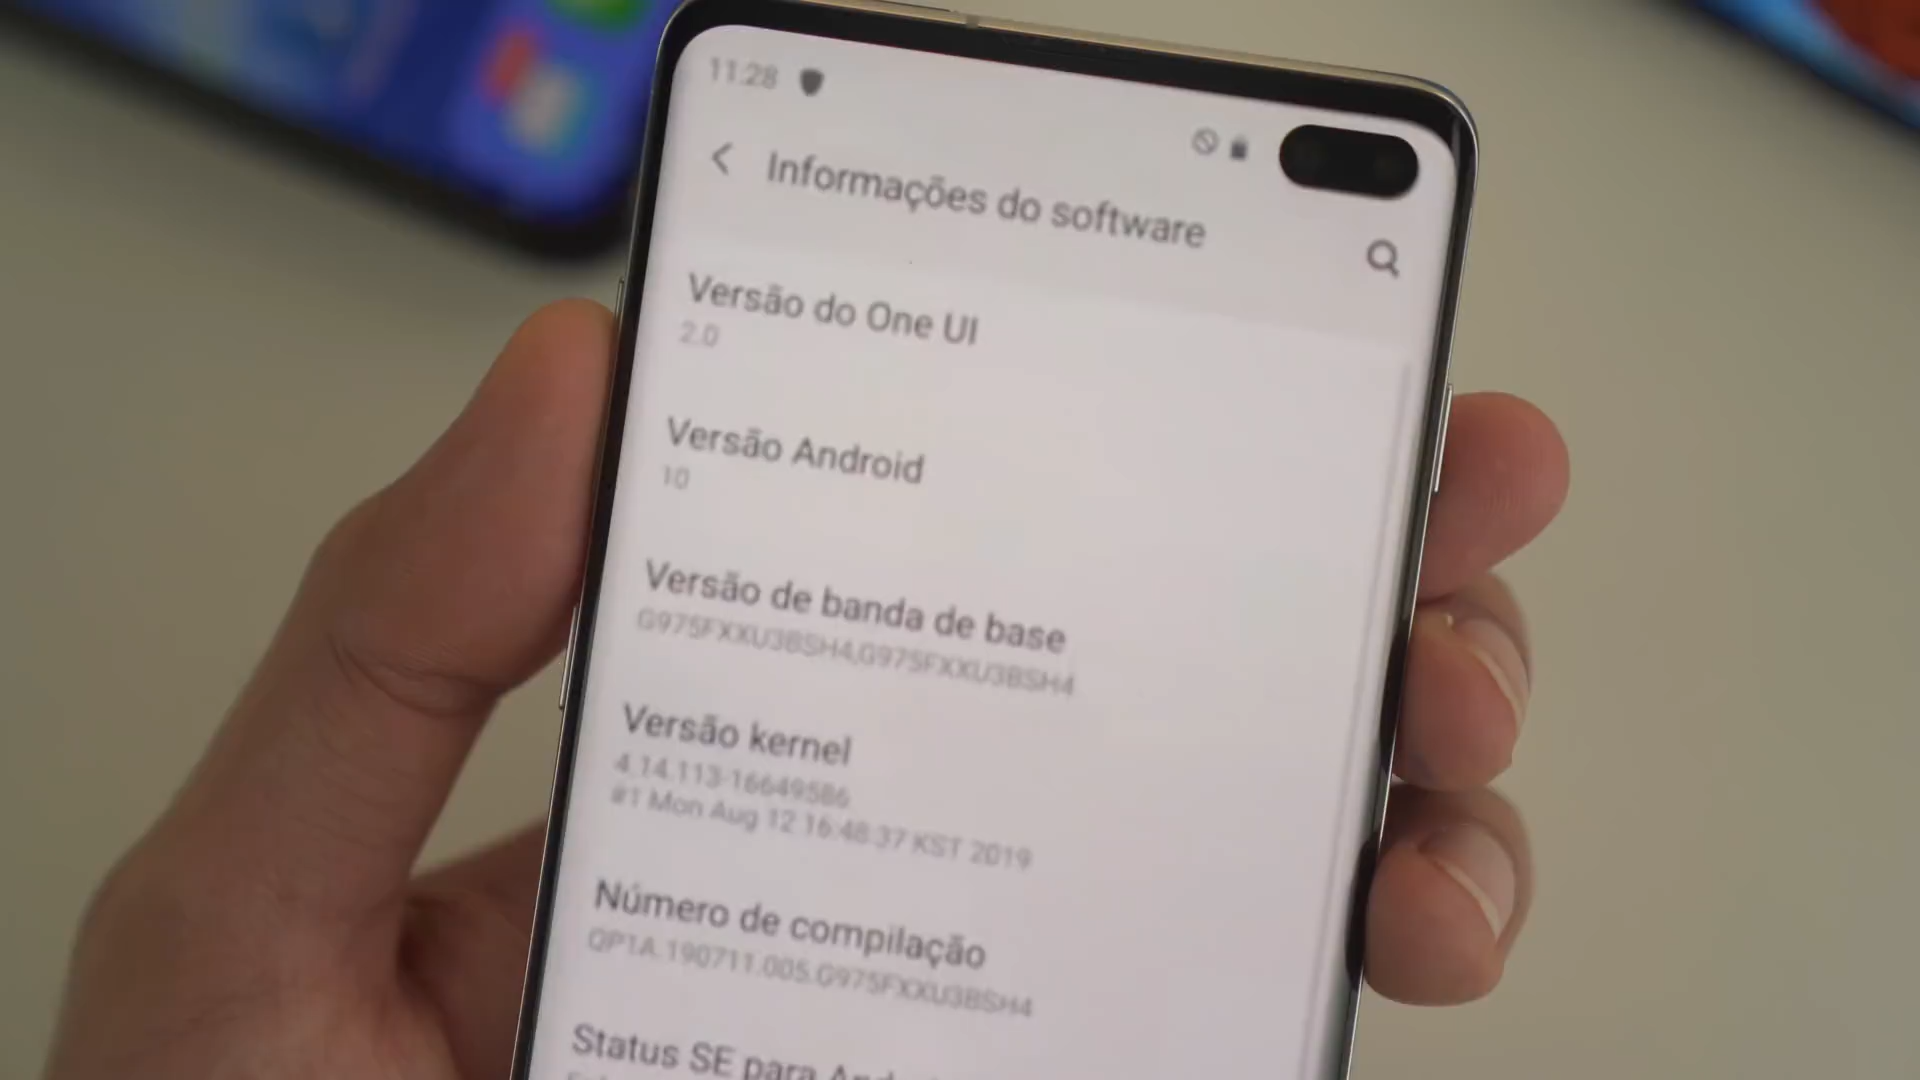 11:28
Informações do software
Versão do One UI
2.0
Versão Android
10
Versão de banda de base
G975FXXU3BSH4,G975FXXU3BSH4
Versão kernel
4.14.113-16649586
#1 Mon Aug 12 16:48:37 KST 2019
Número de compilação
QP1A.190711.005.G975FXXU3BSH4
Status SE para